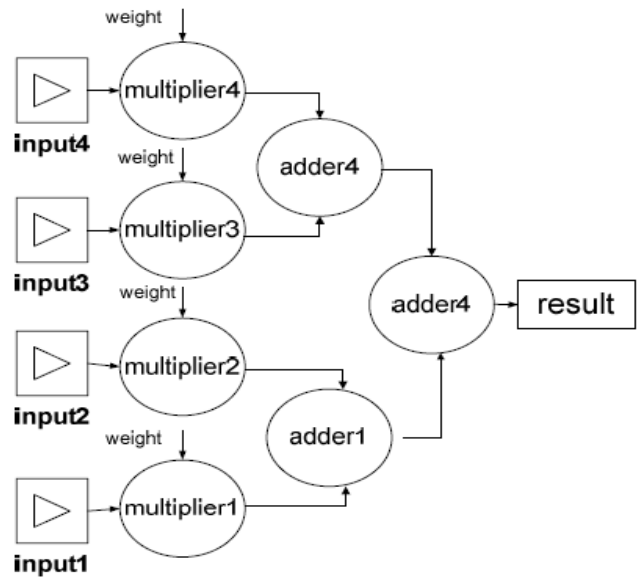 weight
multiplier4
input4
adder4
weight
multiplier3
input3
adder4
result
weight
multiplier2
input2
adder1
weight
multiplier1
input1